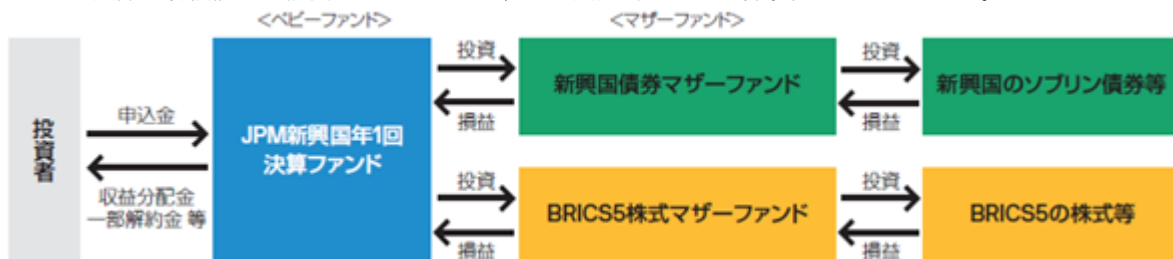 <ベビーファンド>
<マザーファンド>
投資者
申込金
収益分配金
一部解約金 等
JPM新興国年1回
決算ファンド
投資
損益
新興国債券マザーファンド
投資
損益
新興国のソブリン債券等
投資
損益
BRICS5株式マザーファンド
投資
損益
BRICS5の株式等